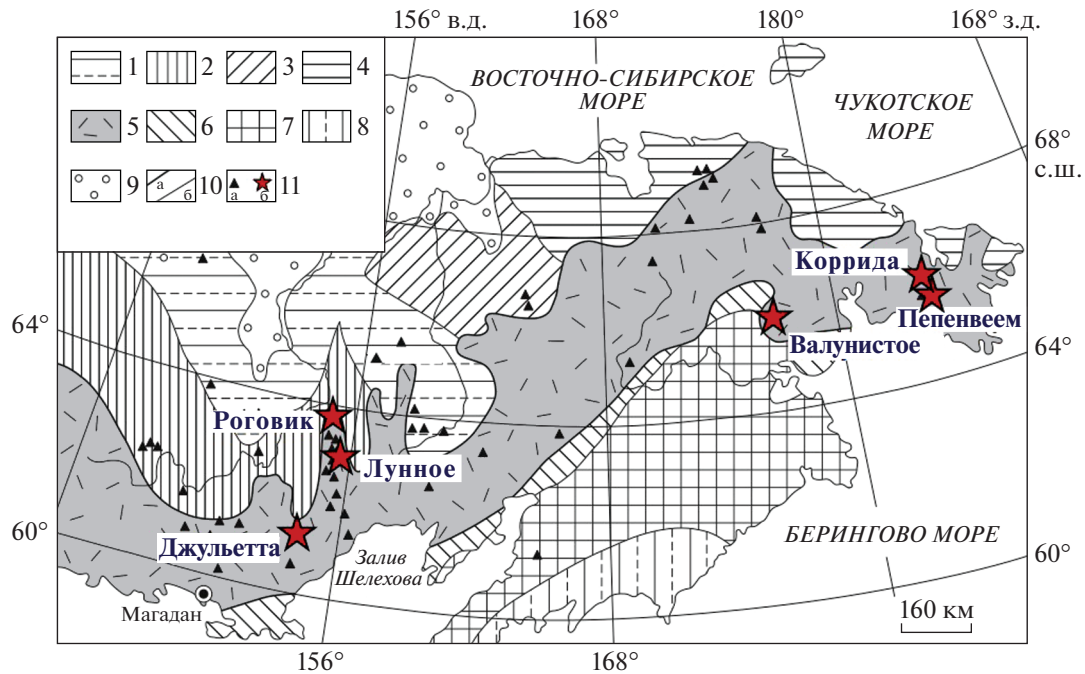 156° в.д.
168°
180°
168° з.д.
1
2
3
4
5
6
7
8
9
а
б
10
а
б
11
ВОСТОЧНО-СИБИРСКОЕ
МОРЕ
ЧУКОТСКОЕ
МОРЕ
68°
с.ш.
Коррида
Пепенвеем
Валунистое
64°
64°
Роговик
Лунное
60°
Джульетта
Залив
Шелехова
БЕРИНГОВО МОРЕ
60°
Магадан
160 км
156°
168°